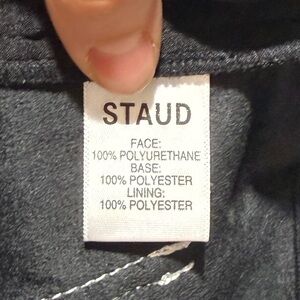 STAUD
FACE:
100% POLYURETHANE
BASE:
100% POLYESTER
LINING:
100% POLYESTER